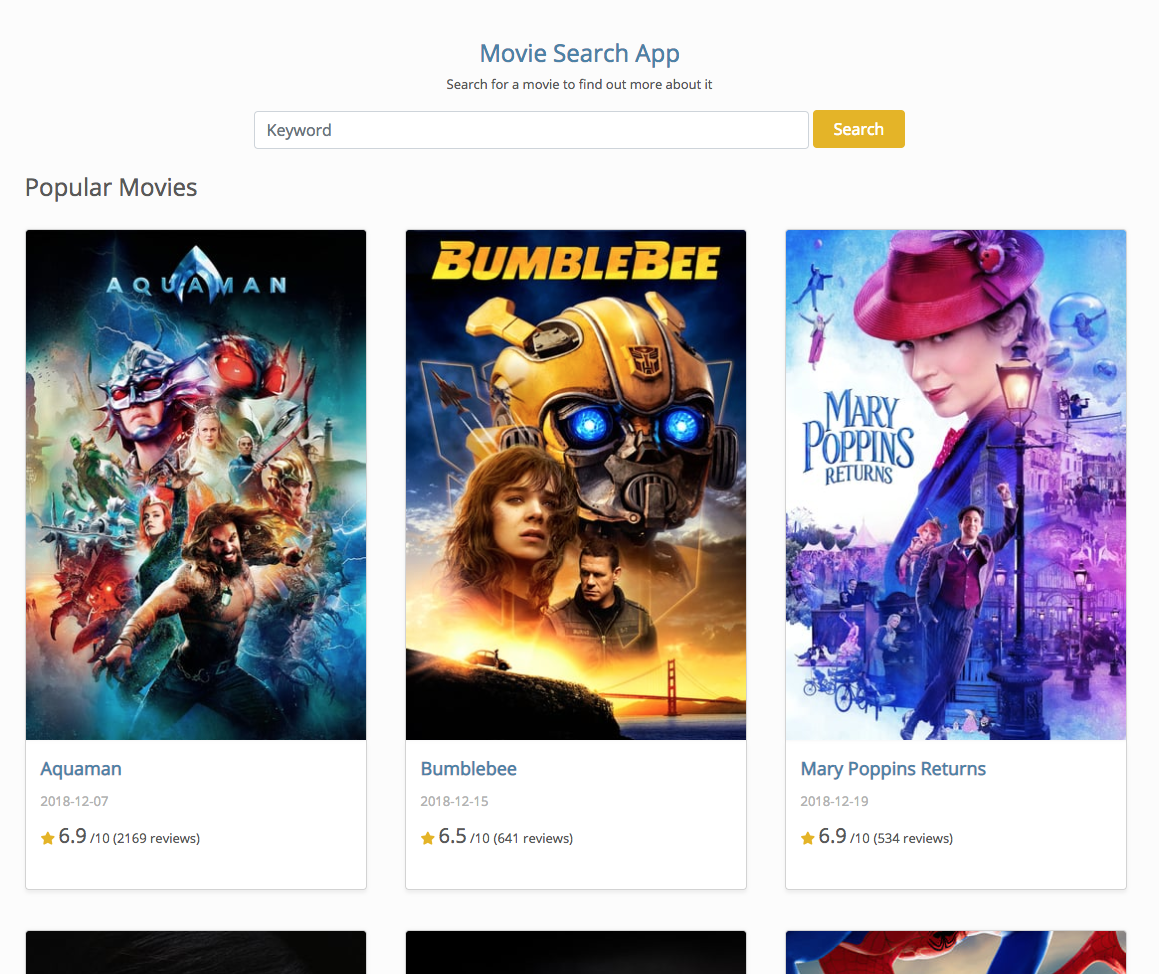 Movie Search App
Search for a movie to find out more about it
Keyword
Search
Popular Movies
AQUAMAN
BUMBLEBEE
MARY
POPPINS
RETURNS
Aquaman
2018-12-07
6.9 /10 (2169 reviews)
Bumblebee
2018-12-15
6.5 /10 (641 reviews)
Mary Poppins Returns
2018-12-19
6.9 /10 (534 reviews)